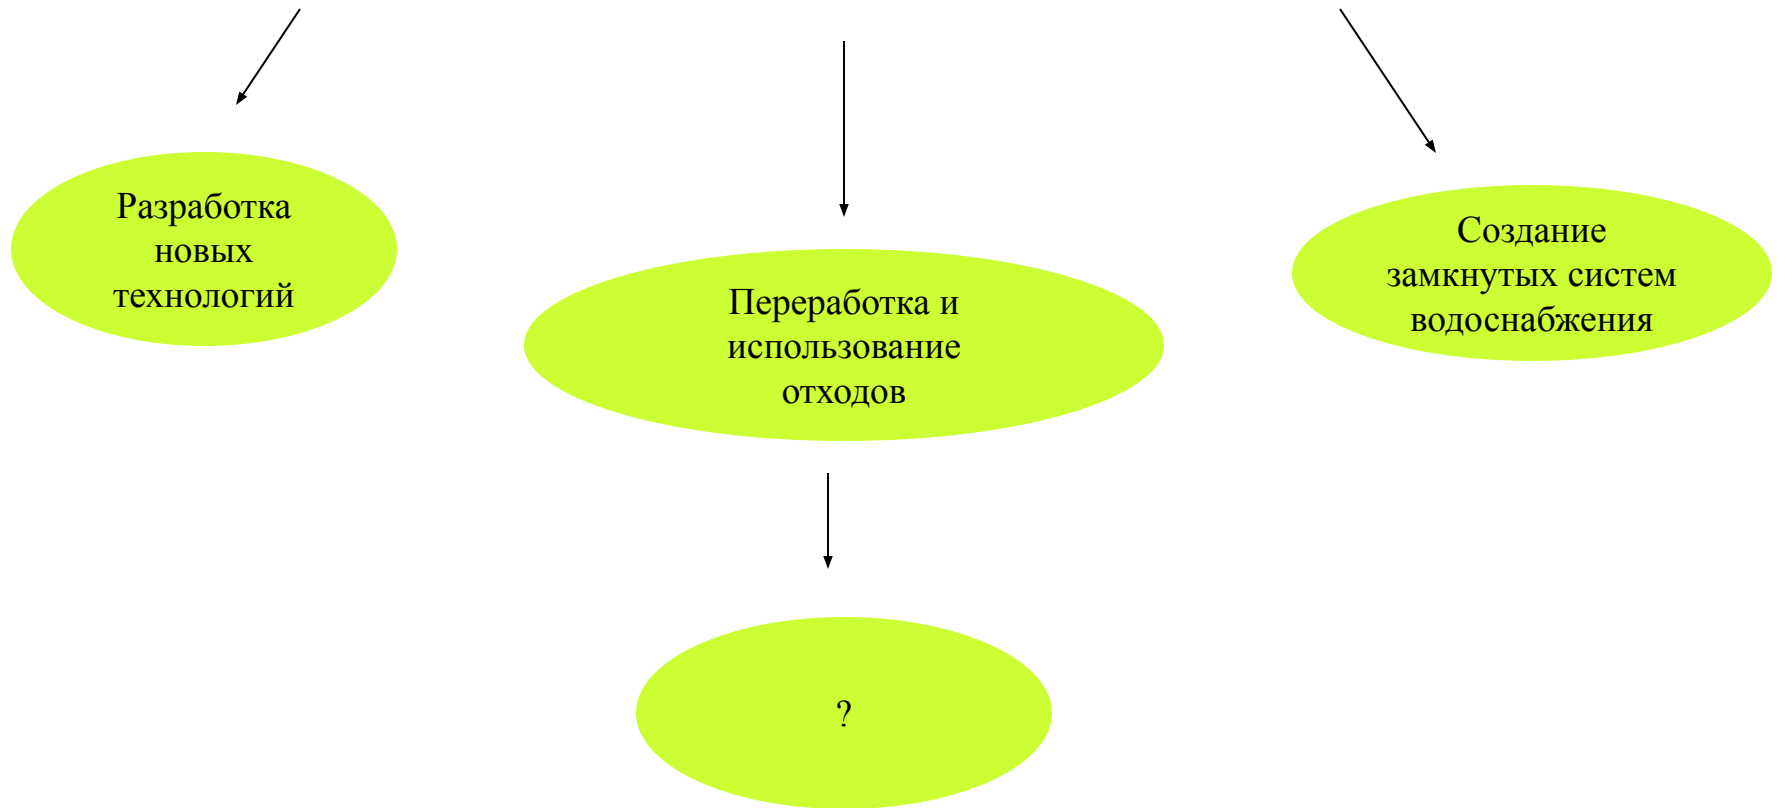 Разработка
новых
технологий
Переработка и
использование
отходов
Создание
замкнутых систем
водоснабжения
?